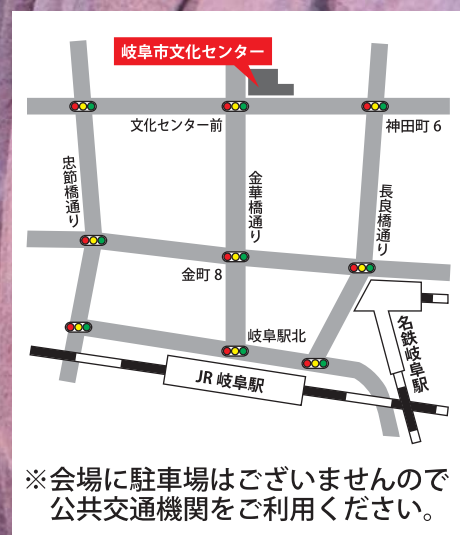 岐阜市文化センター
文化センター前
神田町6
忠節橋通り
金華橋通り
長良橋通り
金町8
岐阜駅北
名鉄岐阜駅
JR岐阜駅
※会場に駐車場はございませんので
公共交通機関をご利用ください。